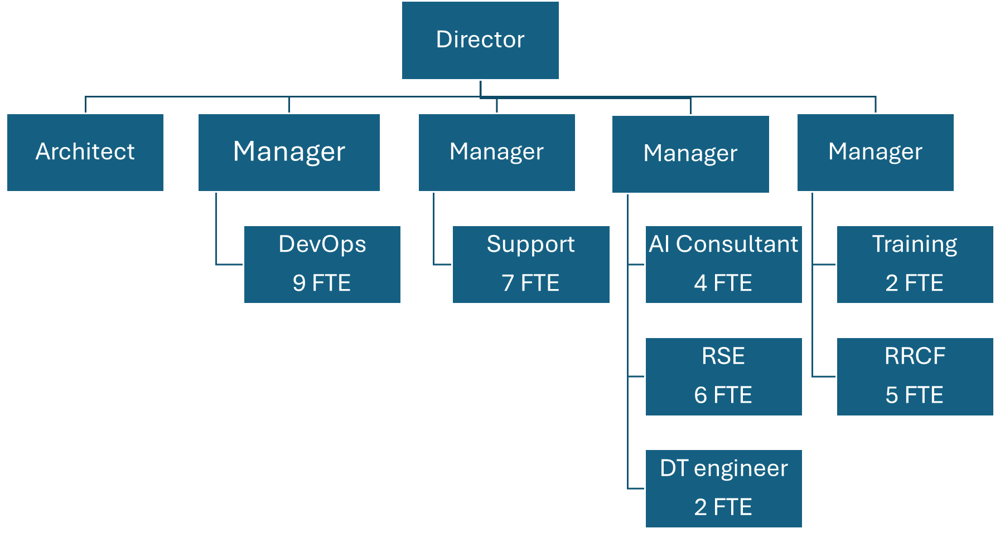 Director
Architect
Manager
Manager
Manager
Manager
DevOps
9 FTE
Support
7 FTE
AI Consultant
4 FTE
Training
2 FTE
RSE
6 FTE
RRCF
5 FTE
DT engineer
2 FTE